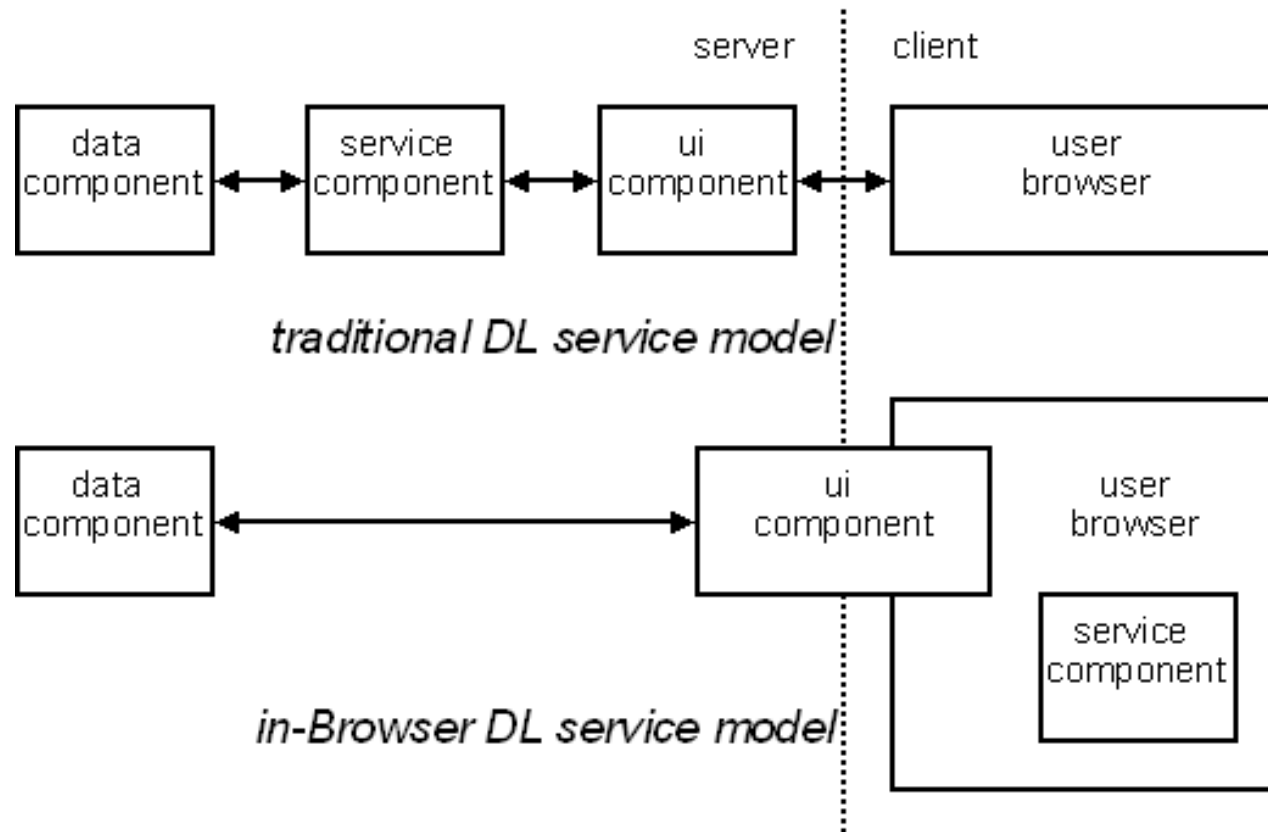 server
client
data
component
service
component
ui
component
user
browser
traditional DL service model
data
component
ui
component
user
browser
service
component
in-Browser DL service model